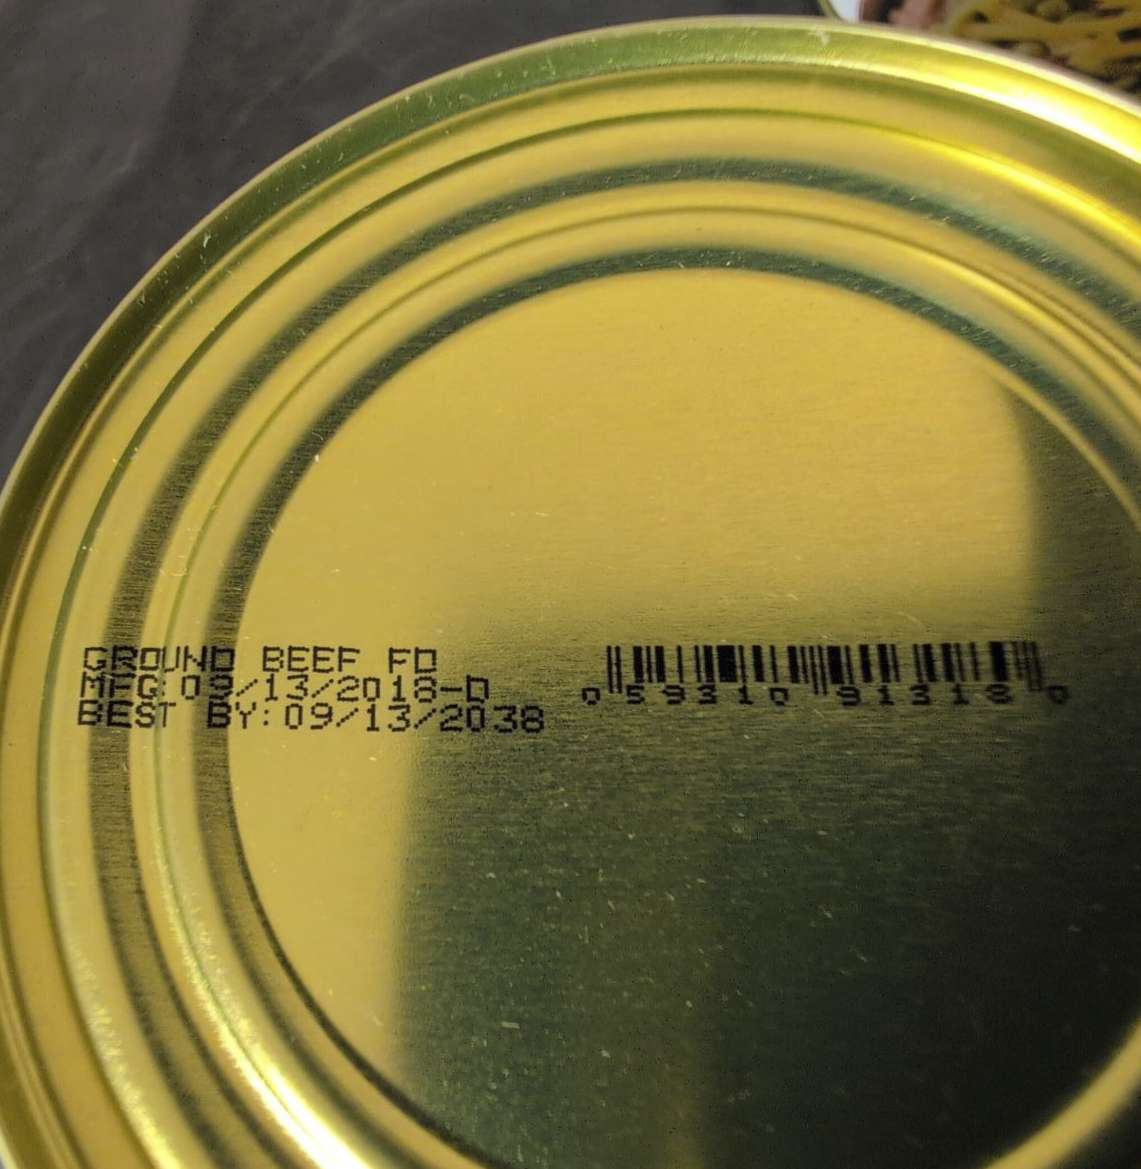 GROUND BEEF FD
MFG:09/13/2018-D
BEST BY:09/13/2038
0 59310 91318 0